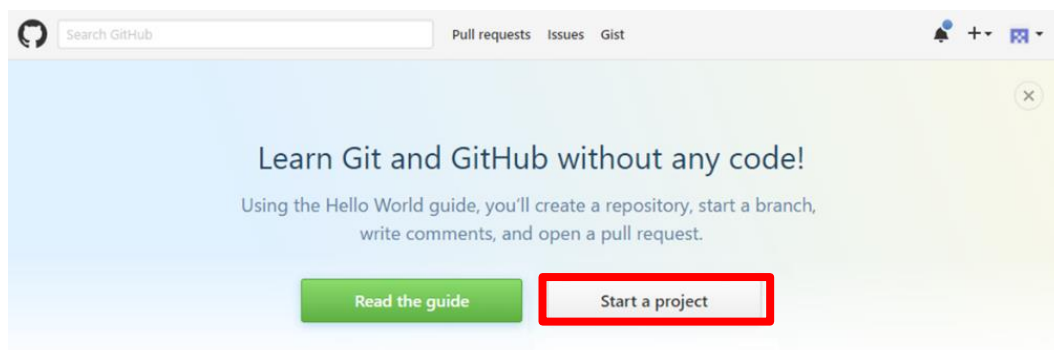 Search GitHub Pull requests Issues Gist
Learn Git and GitHub without any code!
Using the Hello World guide, you'll create a repository, start a branch,
write comments, and open a pull request.
Read the guide Start a project